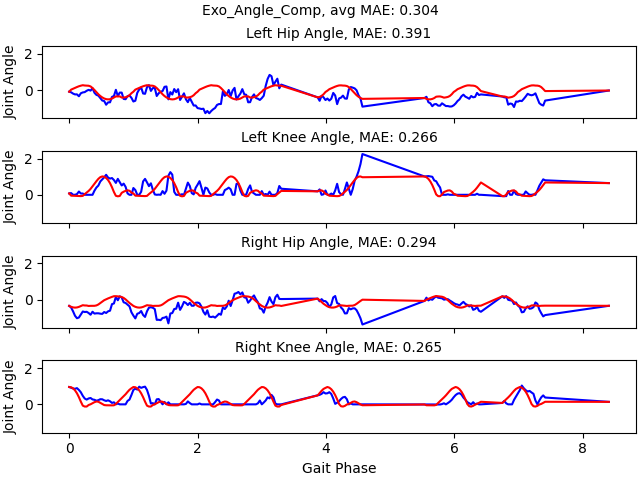 Exo_Angle_Comp, avg MAE: 0.304
Left Hip Angle, MAE: 0.391
Joint Angle
2
0
Left Knee Angle, MAE: 0.266
Joint Angle
2
0
Right Hip Angle, MAE: 0.294
Joint Angle
2
0
Right Knee Angle, MAE: 0.265
Joint Angle
2
0
0 2 4 6 8
Gait Phase